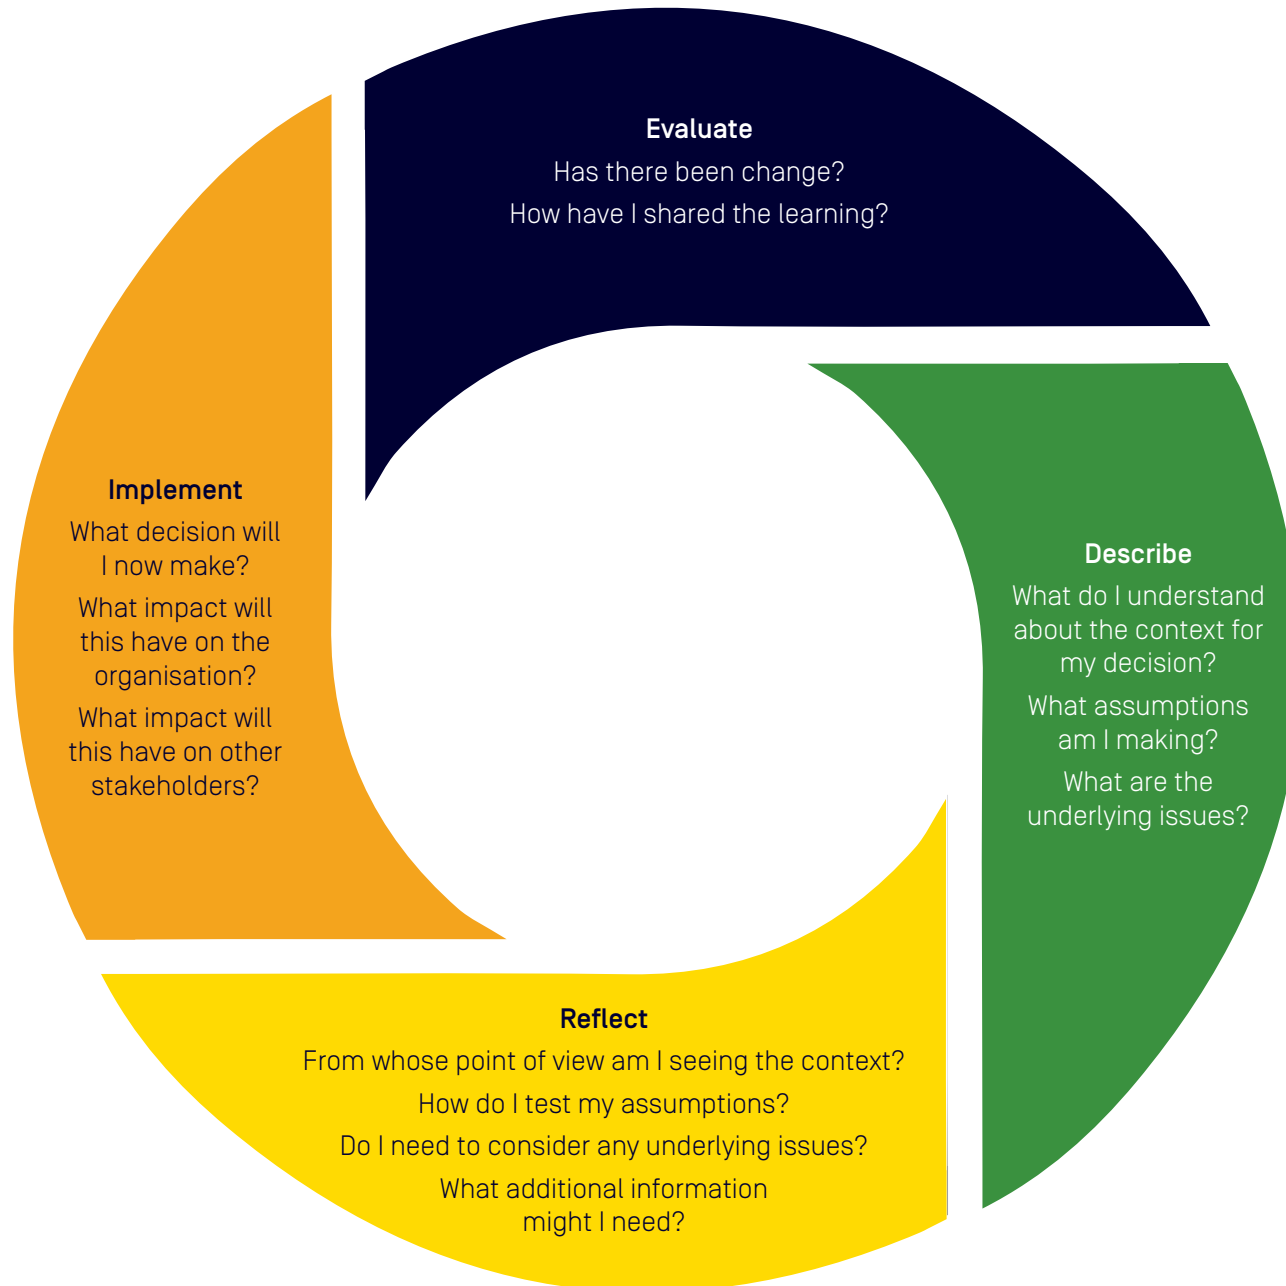 Evaluate
Has there been change?
How have I shared the learning?
Describe
What do I understand
about the context for
my decision?
What assumptions
am I making?
What are the
underlying issues?
Reflect
From whose point of view am I seeing the context?
How do I test my assumptions?
Do I need to consider any underlying issues?
What additional information
might I need?
Implement
What decision will
I now make?
What impact will
this have on the
organisation?
What impact will
this have on other
stakeholders?